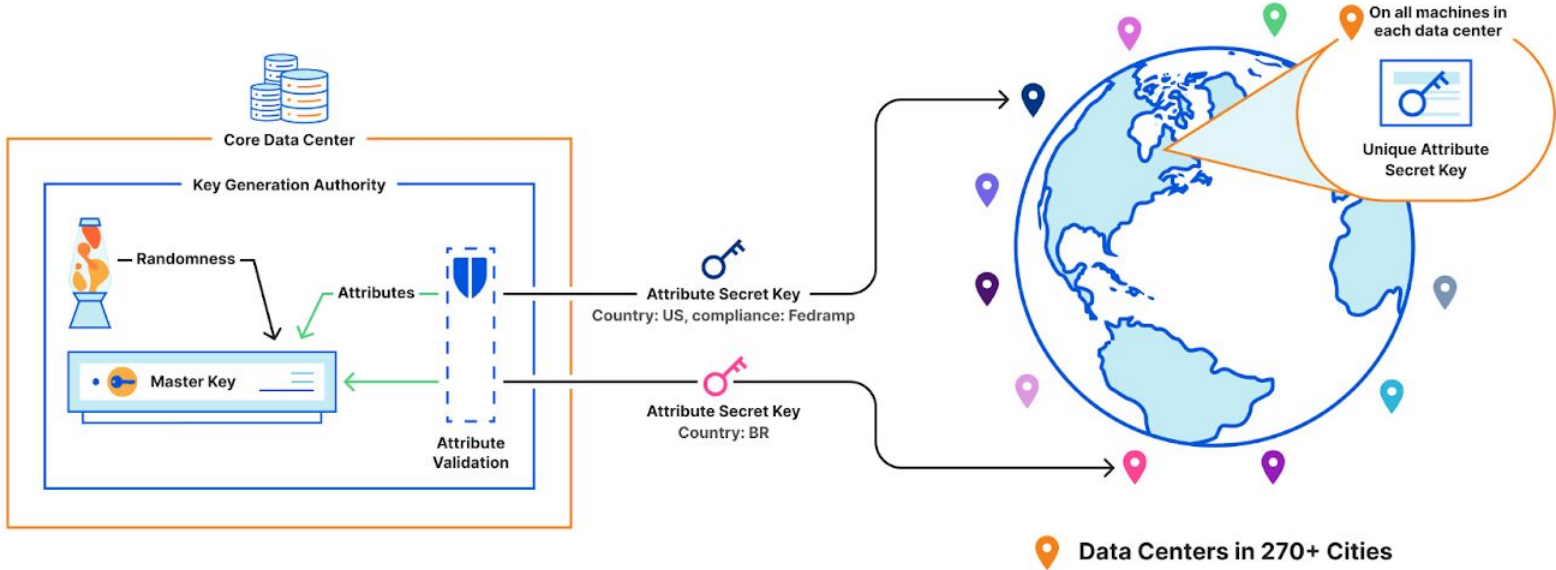 On all machines in
each data center
Unique Attribute
Secret Key
Core Data Center
Key Generation Authority
Randomness
Attributes
Master Key
Attribute
Validation
Attribute Secret Key
Country: US, compliance: Fedramp
Attribute Secret Key
Country: BR
Data Centers in 270+ Cities